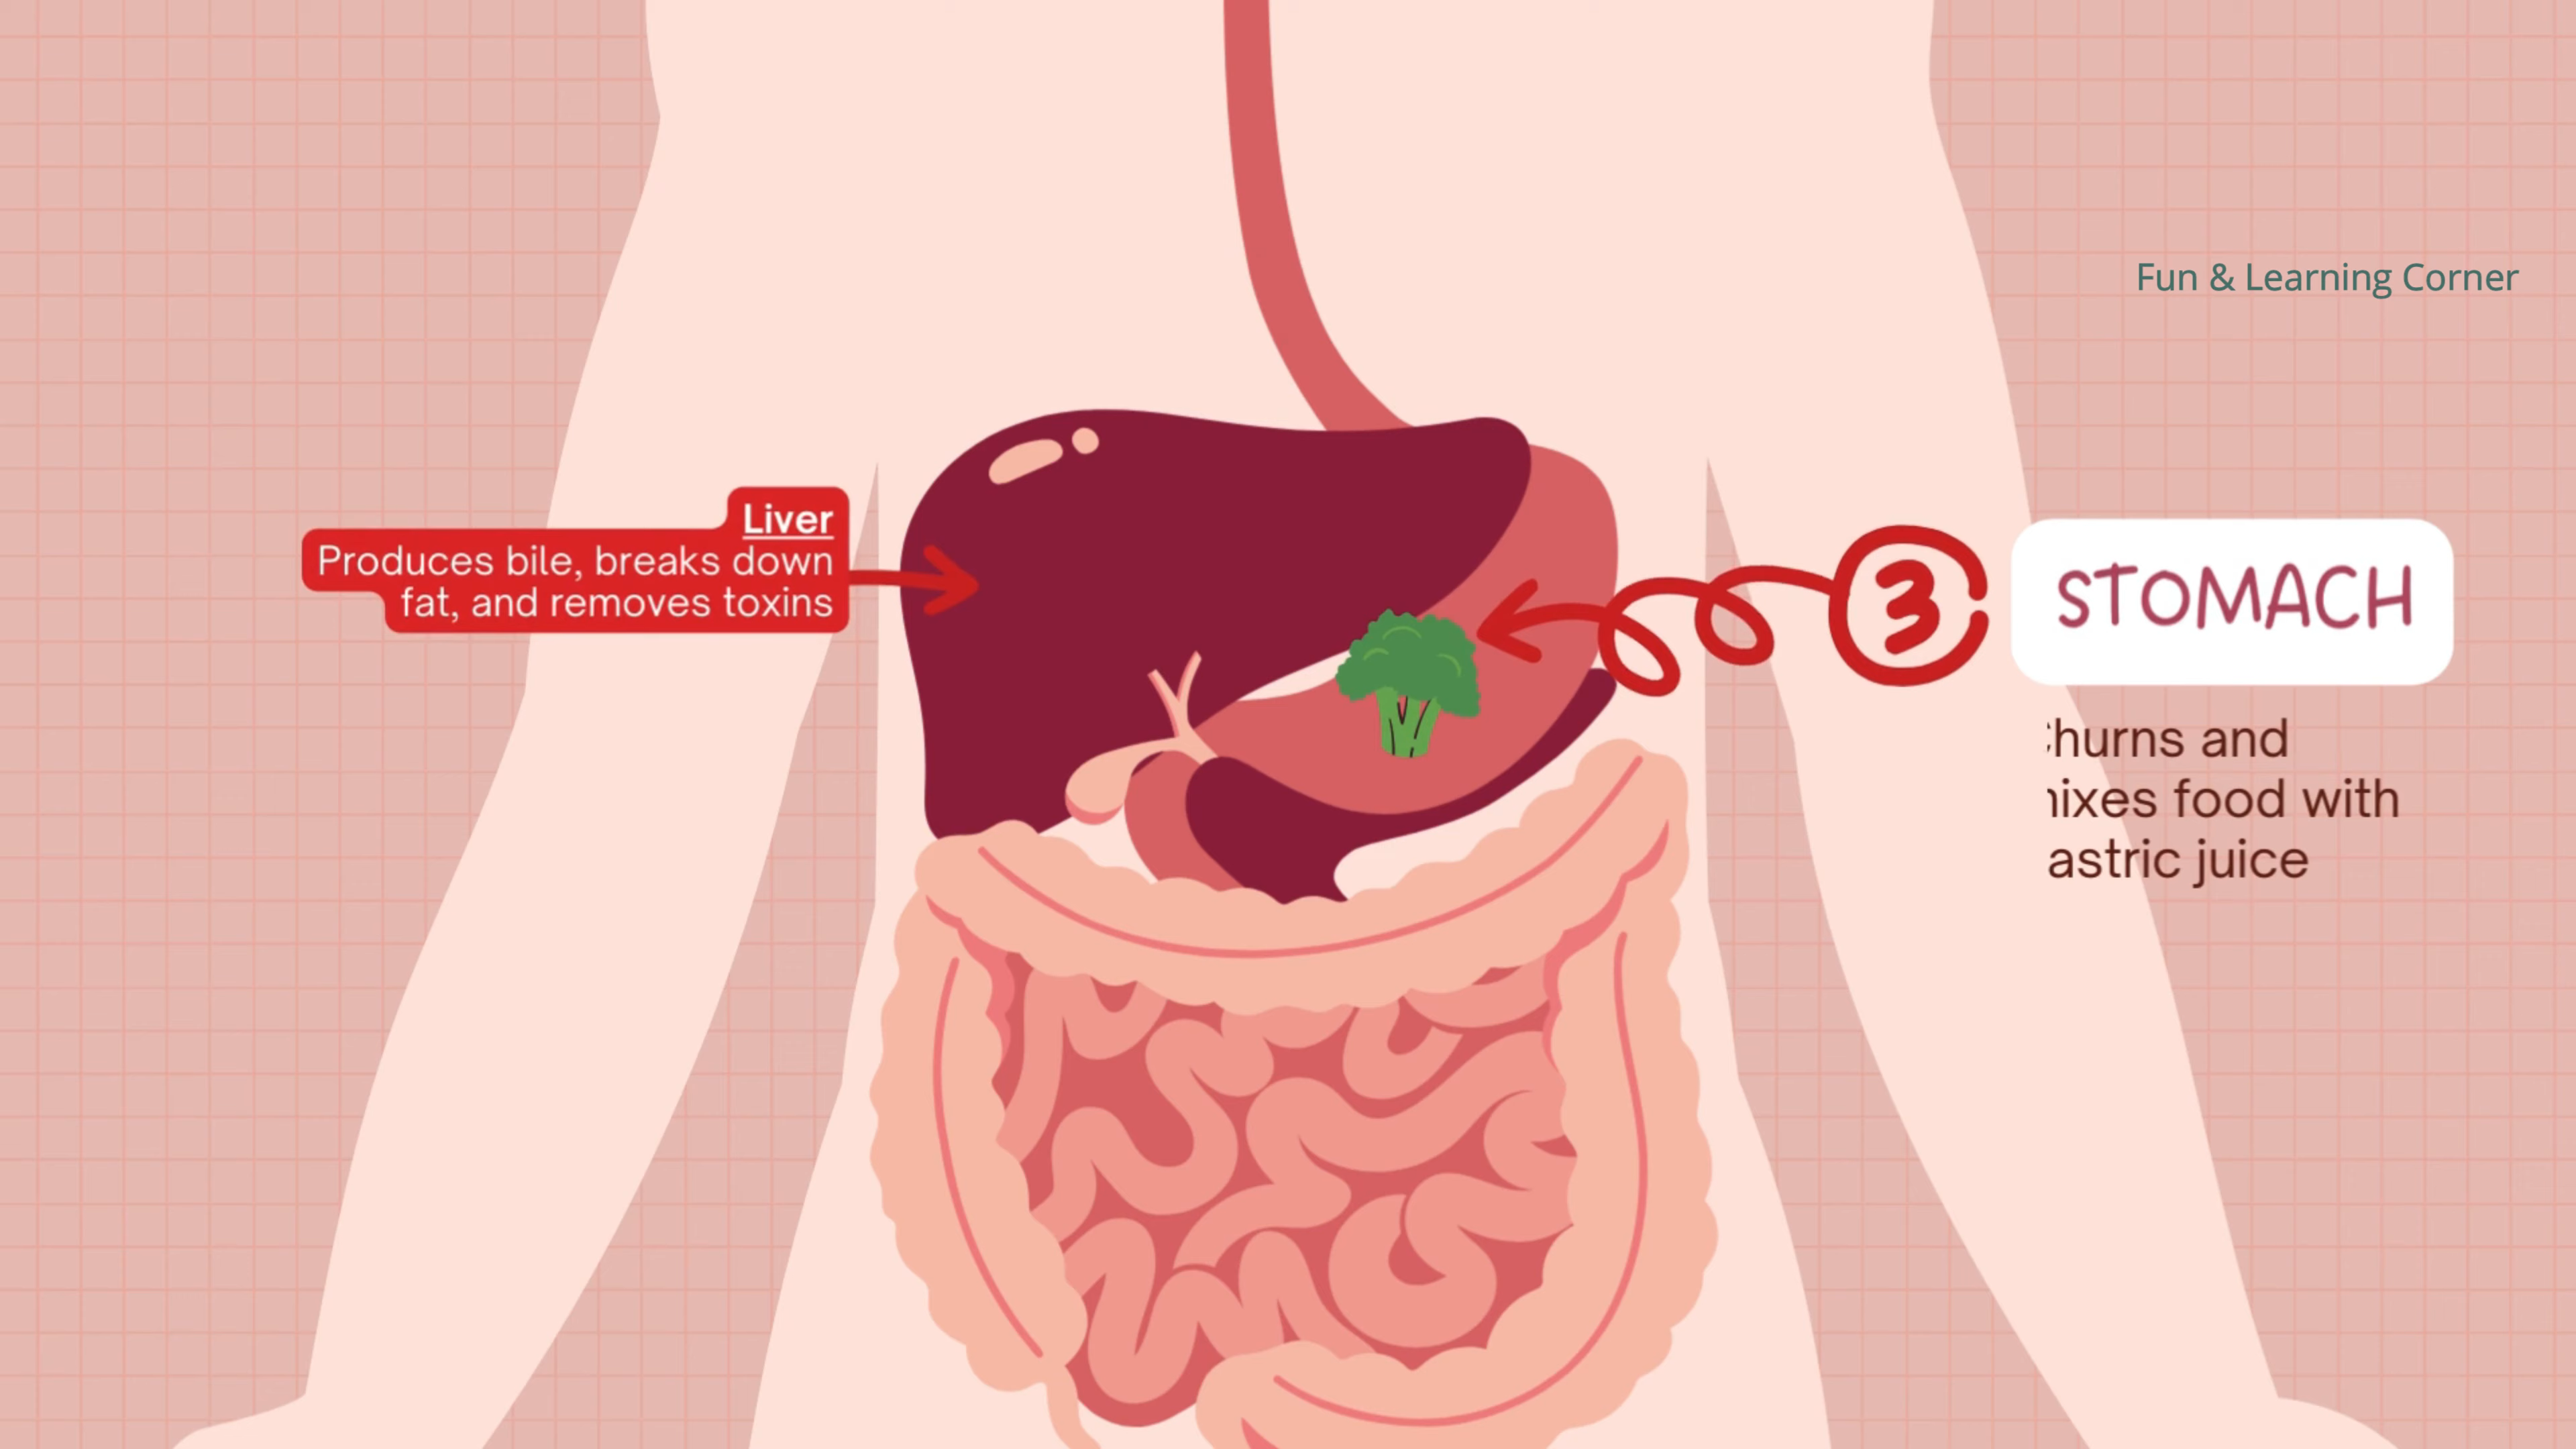 Fun & Learning Corner
Liver
Produces bile, breaks down
fat, and removes toxins
3
STOMACH
hurns and
ixes food with
astric juice